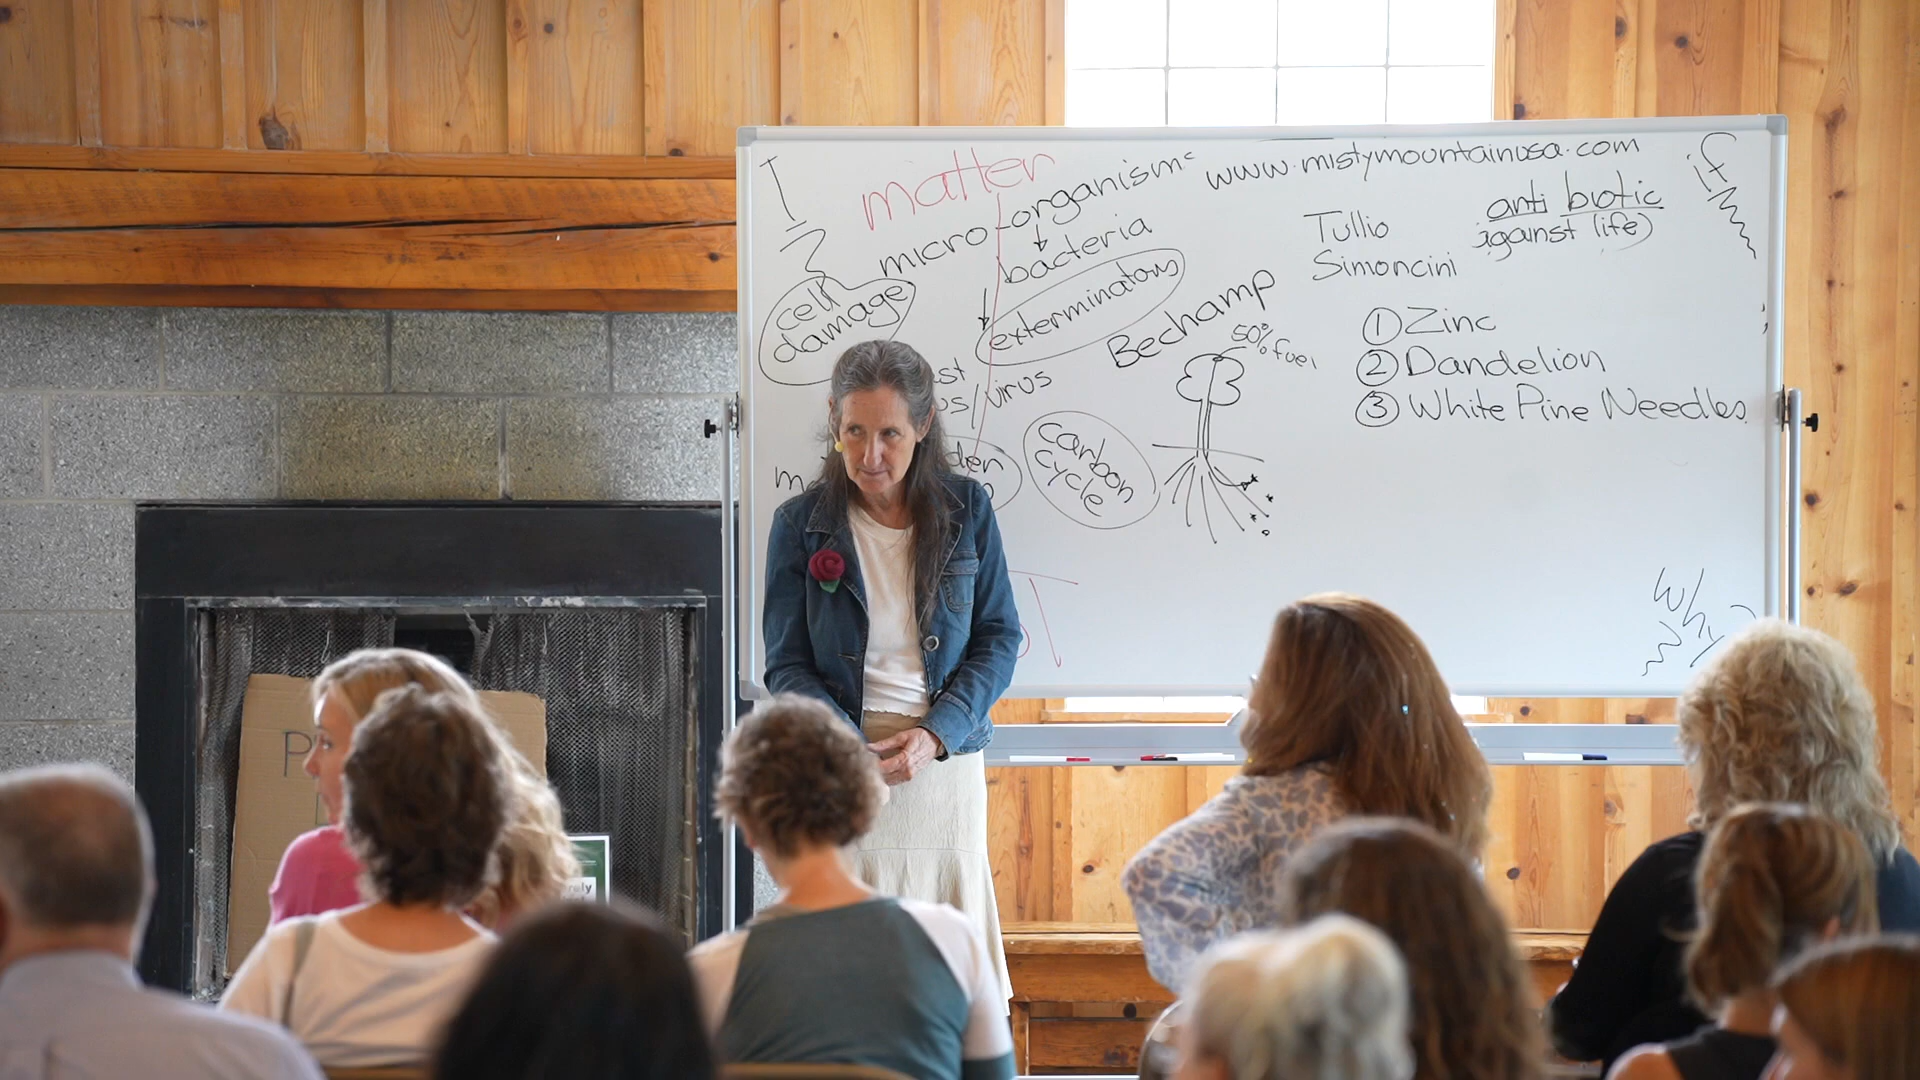 matter
micro-organisms
bacteria
exterminators
cell
damage
/virus
Bechamp
50% fuel
carbon
cycle
www.mistymountainusa.com
Tullio
Simoncini
anti biotic
against life)
① Zinc
② Dandelion
③ White Pine Needles
if
Why